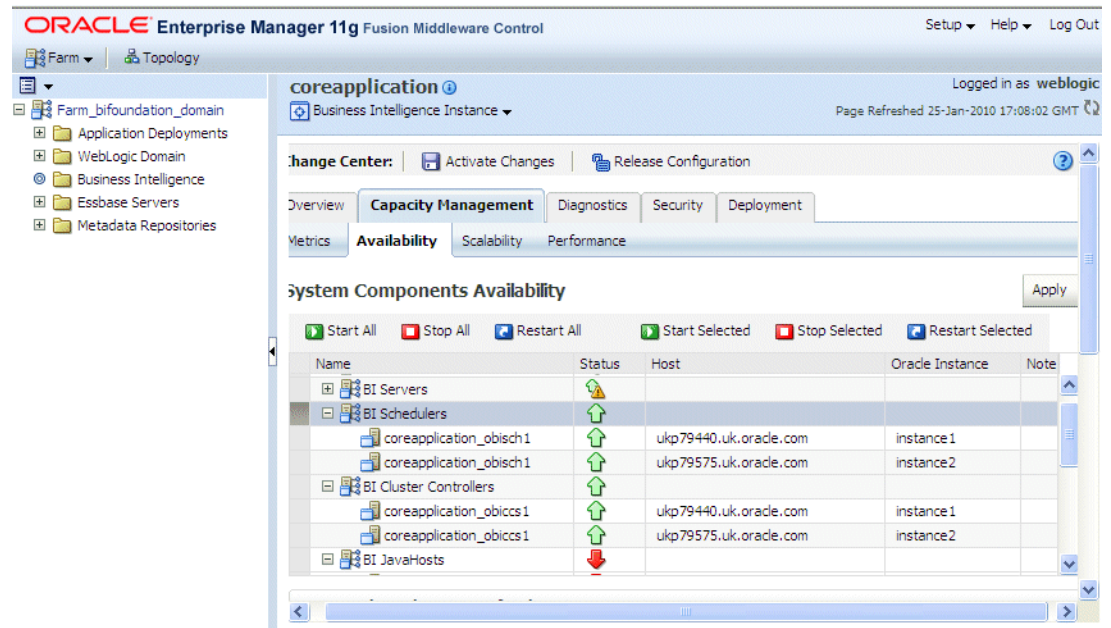 ORACLE Enterprise Manager 11g Fusion Middleware Control
Setup Help Log Out
Farm Topology
coreapplication
Logged in as weblogic
Business Intelligence Instance
Page Refreshed 25-Jan-2010 17:08:02 GMT
Farm_bifoundation_domain
Application Deployments
WebLogic Domain
Business Intelligence
Essbase Servers
Metadata Repositories
hange Center: Activate Changes Release Configuration
Overview Capacity Management Diagnostics Security Deployment
Metrics Availability Scalability Performance
System Components Availability
Apply
Start All Stop All Restart All Start Selected Stop Selected Restart Selected
Name Status Host Oracle Instance Note
BI Servers
BI Schedulers
coreapplication_obisch1 ukp79440.uk.oracle.com instance1
coreapplication_obisch1 ukp79575.uk.oracle.com instance2
BI Cluster Controllers
coreapplication_obiccs1 ukp79440.uk.oracle.com instance1
coreapplication_obiccs1 ukp79575.uk.oracle.com instance2
BI JavaHosts